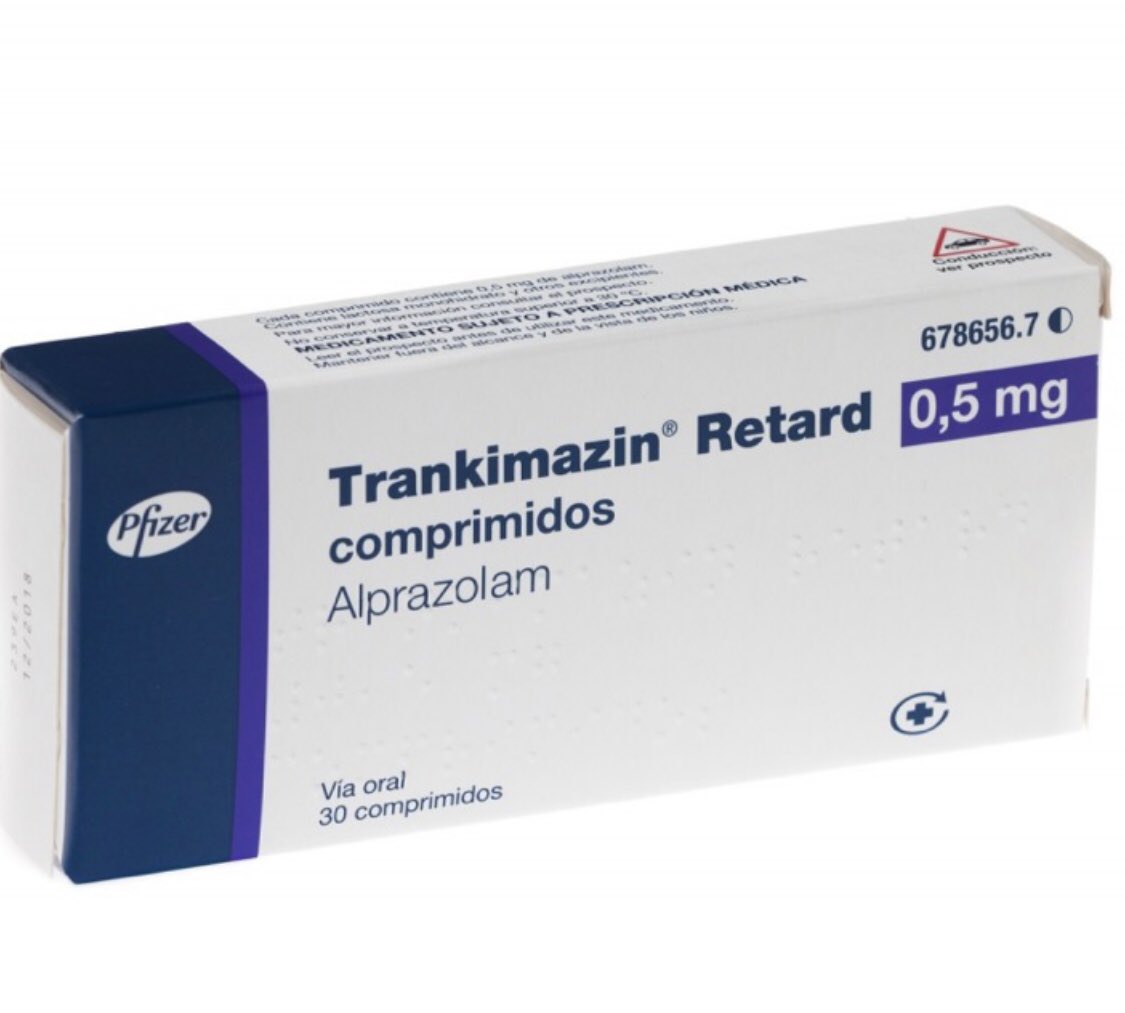 Cada comprimido contiene 0,5 mg de alprazolam.
Contiene lactosa monohidrato y otros excipientes.
Para mayor información consultar el prospecto.
No conservar a temperatura superior a 30 ºC.
MEDICAMENTO SUJETO A PRESCRIPCIÓN MÉDICA
Leer el prospecto antes de utilizar este medicamento.
Mantener fuera del alcance y de la vista de los niños.
Conducción:
ver prospecto
678656.7
Trankimazin® Retard
0,5 mg
comprimidos
Alprazolam
Pfizer
12/2018
Vía oral
30 comprimidos